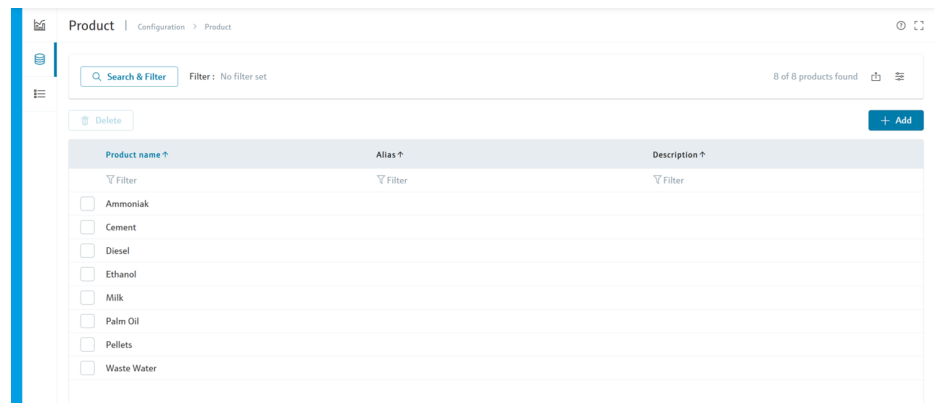 Product | Configuration > Product
Search & Filter Filter : No filter set 8 of 8 products found
Delete + Add
Product name ↑ Alias ↑ Description ↑
Filter Filter Filter
Ammoniak
Cement
Diesel
Ethanol
Milk
Palm Oil
Pellets
Waste Water